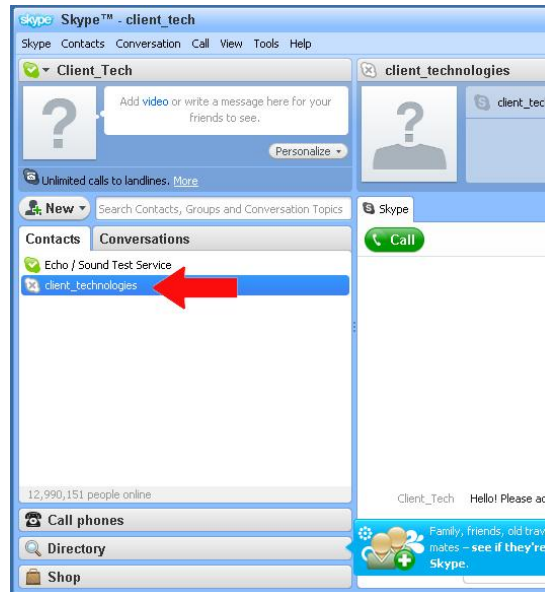 Skype™ - client_tech
Skype Contacts Conversation Call View Tools Help
Client_Tech
Add video or write a message here for your
friends to see.
Personalize
Unlimited calls to landlines. More
New
Search Contacts, Groups and Conversation Topics
Contacts Conversations
Echo / Sound Test Service
client_technologies
12,990,151 people online
Call phones
Directory
Shop
client_technologies
client_tec
Skype
Call
Client_Tech Hello! Please ad
Family, friends, old trav
mates – see if they're
Skype.